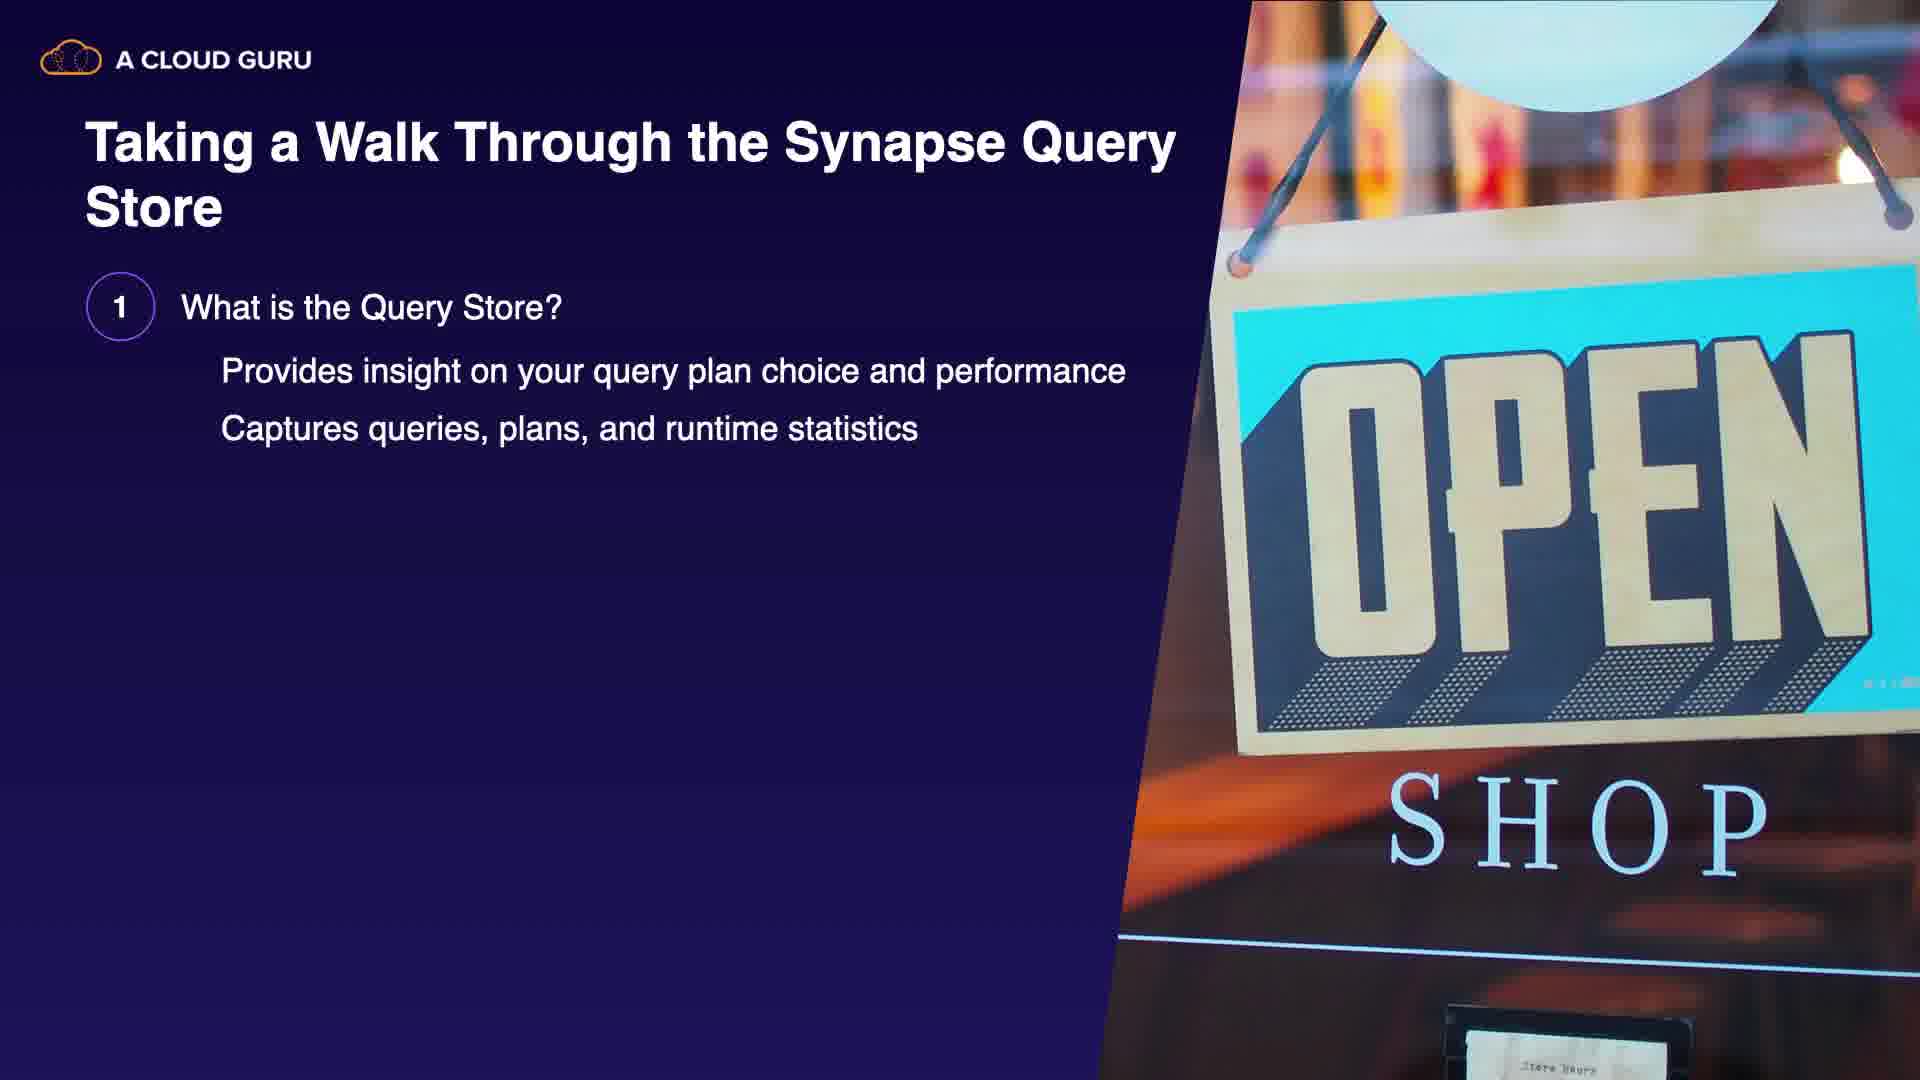 A CLOUD GURU
Taking a Walk Through the Synapse Query
Store
1 What is the Query Store?
Provides insight on your query plan choice and performance
Captures queries, plans, and runtime statistics
OPEN
SHOP
Store Hours